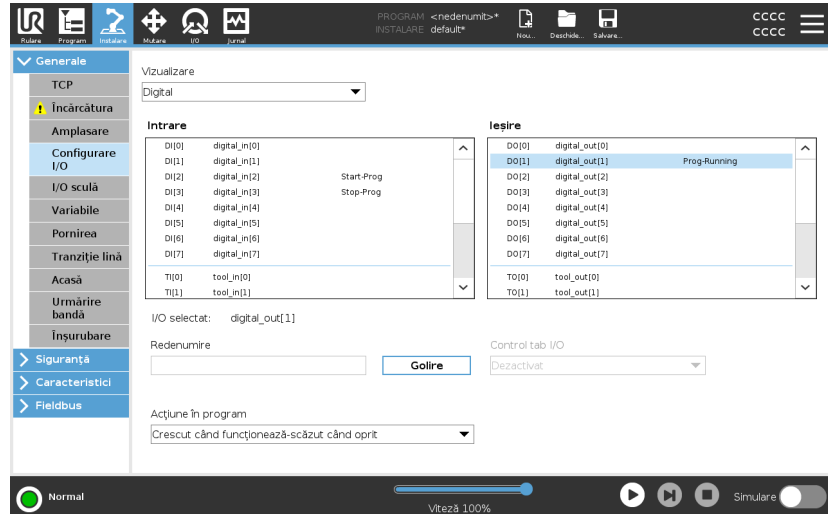 PROGRAM <nedenumit>*
INSTALARE default*
cccc
cccc
Rulare Program Instalare Mutare I/O Jurnal Nou... Deschide... Salvare...
Generale
TCP
Încărcătura
Amplasare
Configurare
I/O
I/O sculă
Variabile
Pornirea
Tranziție lină
Acasă
Urmărire
bandă
Înșurubare
Siguranță
Caracteristici
Fieldbus
Vizualizare
Digital
Intrare
DI[0] digital_in[0]
DI[1] digital_in[1]
DI[2] digital_in[2] Start-Prog
DI[3] digital_in[3] Stop-Prog
DI[4] digital_in[4]
DI[5] digital_in[5]
DI[6] digital_in[6]
DI[7] digital_in[7]
TI[0] tool_in[0]
TI[1] tool_in[1]
Ieșire
DO[0] digital_out[0]
DO[1] digital_out[1] Prog-Running
DO[2] digital_out[2]
DO[3] digital_out[3]
DO[4] digital_out[4]
DO[5] digital_out[5]
DO[6] digital_out[6]
DO[7] digital_out[7]
TO[0] tool_out[0]
TO[1] tool_out[1]
I/O selectat: digital_out[1]
Redenumire
Golire
Control tab I/O
Dezactivat
Acțiune în program
Crescut când funcționează-scăzut când oprit
Normal
Viteză 100%
Simulare